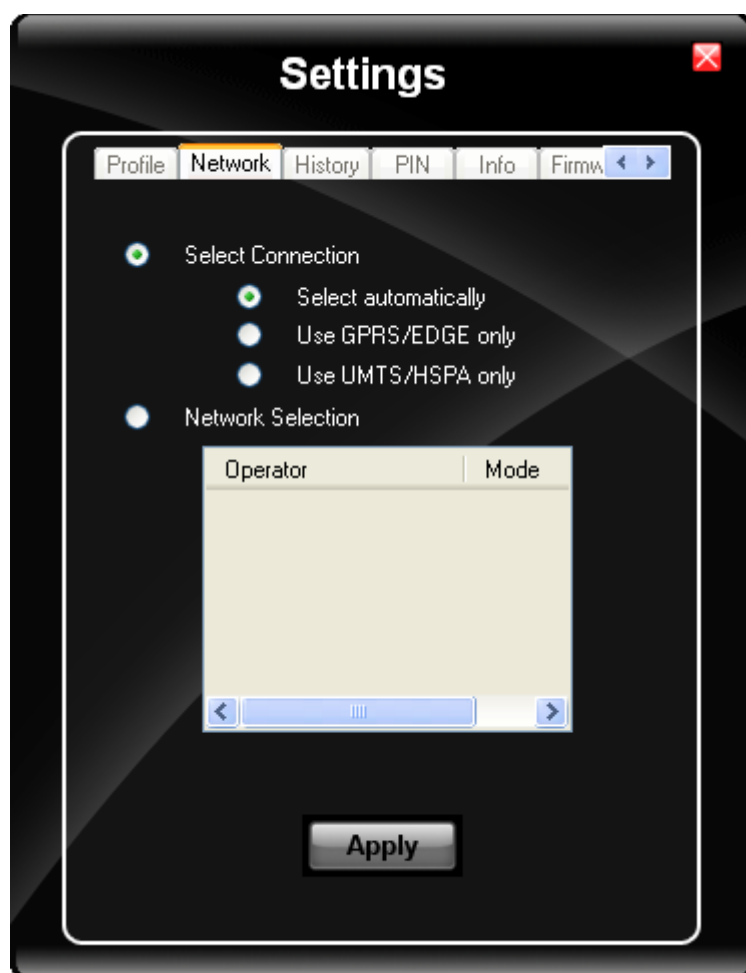 Settings
Profile Network History PIN Info Firmw
Select Connection
Select automatically
Use GPRS/EDGE only
Use UMTS/HSPA only
Network Selection
Operator Mode
Apply